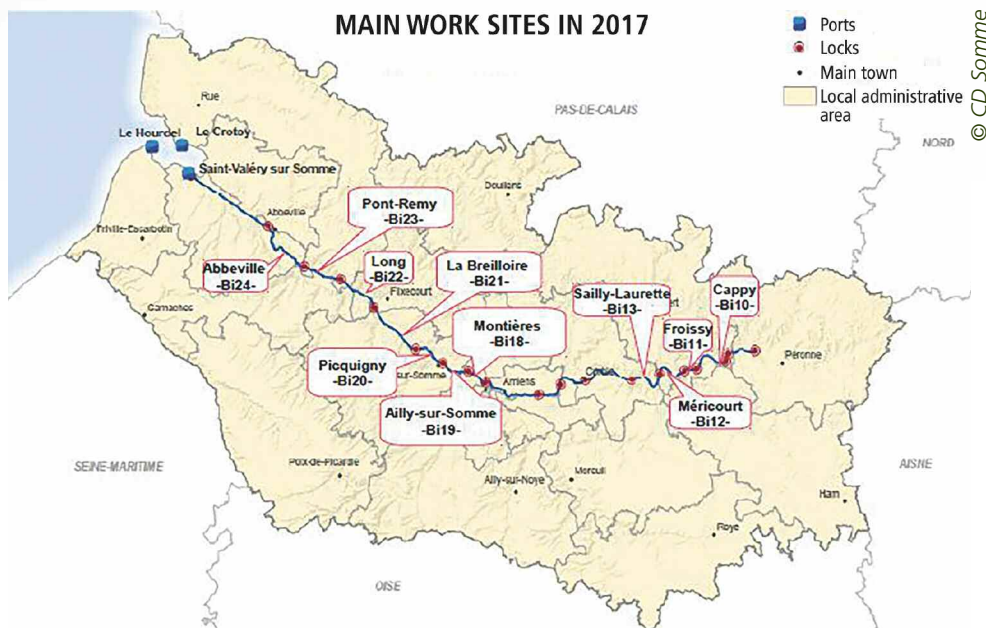 MAIN WORK SITES IN 2017
Ports
Locks
Main town
Local administrative
area
© CD Somme
PAS-DE-CALAIS
NORD
Rue
Le Hourdel
Le Crotoy
Saint-Valéry sur Somme
Doullens
Abbeville
Pont-Remy
-Bi23-
Friville-Escarbotin
Abbeville
-Bi24-
Long
-Bi22-
La Breilloire
-Bi21-
Flixecourt
Sailly-Laurette
-Bi13-
Cappy
-Bi10-
Gamaches
Montières
-Bi18-
Froissy
-Bi11-
Péronne
Picquigny
-Bi20-
sur-Somme
Amiens
Corbie
Ailly-sur-Somme
-Bi19-
Méricourt
-Bi12-
SEINE-MARITIME
Poix-de-Picardie
Ailly-sur-Noye
Moreuil
AISNE
Ham
Roye
OISE